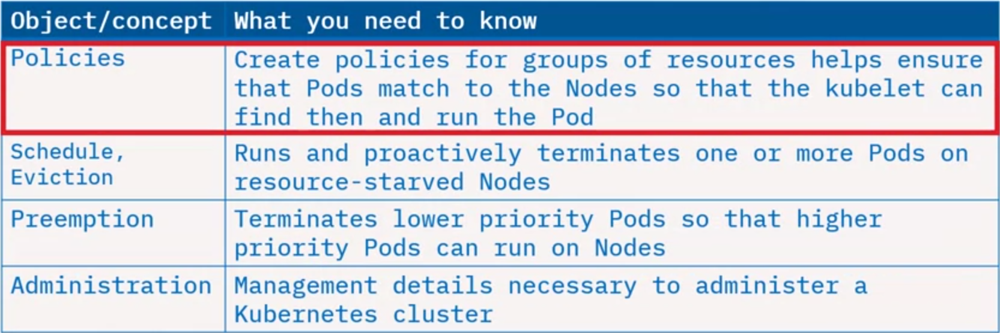 Object/concept What you need to know
Policies Create policies for groups of resources helps ensure
that Pods match to the Nodes so that the kubelet can
find then and run the Pod
Schedule, Runs and proactively terminates one or more Pods on
Eviction resource-starved Nodes
Preemption Terminates lower priority Pods so that higher
priority Pods can run on Nodes
Administration Management details necessary to administer a
Kubernetes cluster